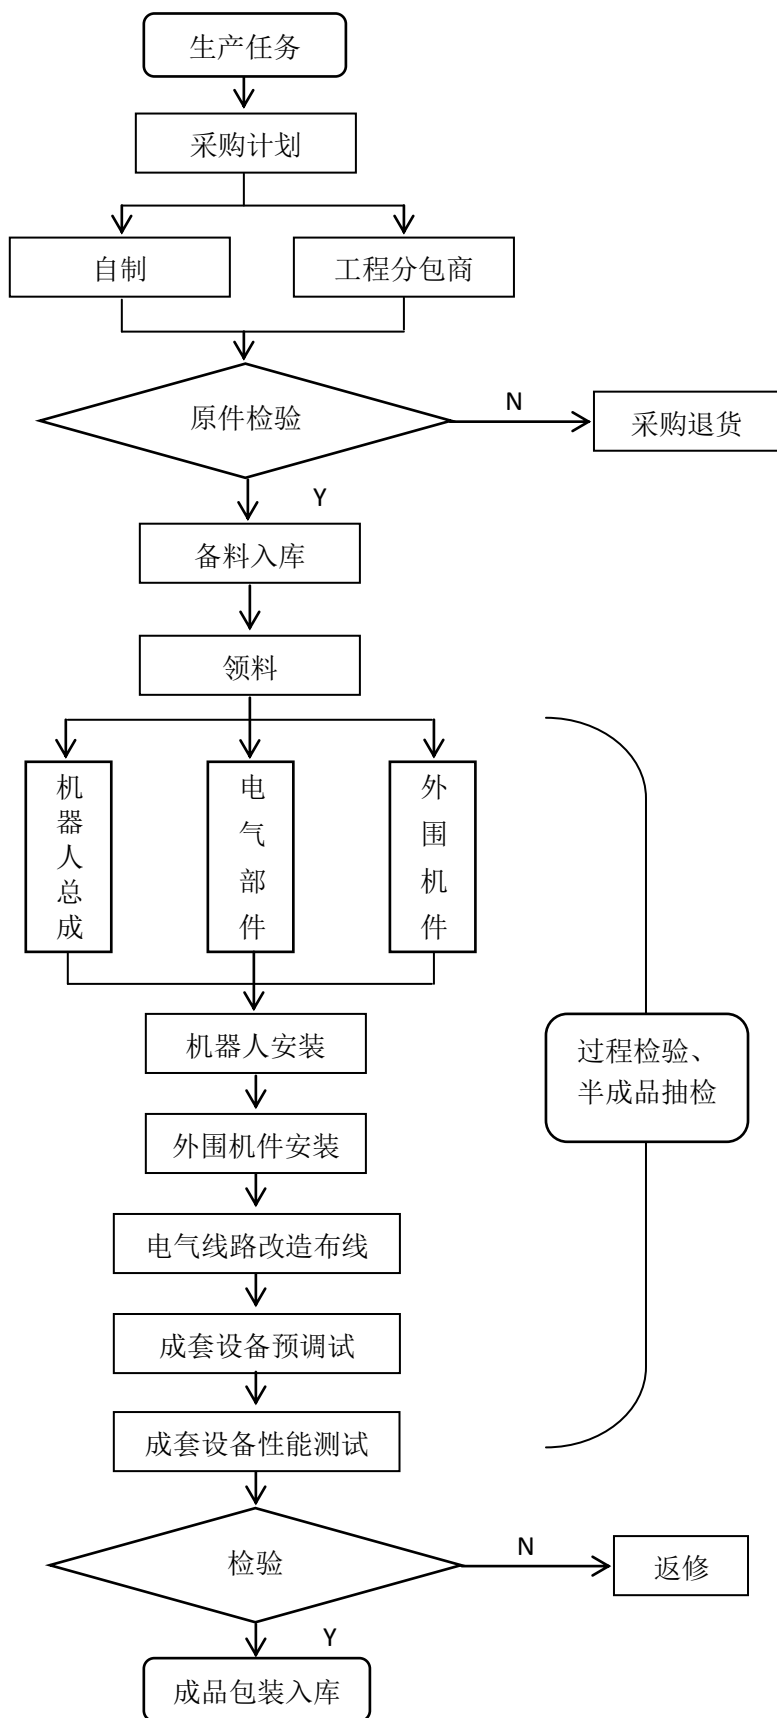 生产任务
采购计划
自制
工程分包商
原件检验
N
采购退货
Y
备料入库
领料
机器人总成
电气部件
外围机件
机器人安装
过程检验、
半成品抽检
外围机件安装
电气线路改造布线
成套设备预调试
成套设备性能测试
检验
N
返修
Y
成品包装入库